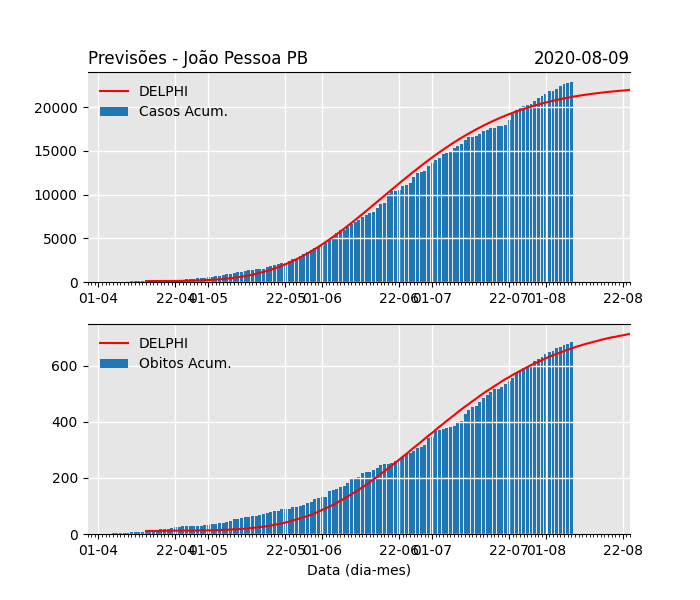 Previsões - João Pessoa PB 2020-08-09
DELPHI
Casos Acum.
20000
15000
10000
5000
0
01-04 22-04 01-05 22-05 01-06 22-06 01-07 22-07 01-08 22-08
DELPHI
Obitos Acum.
600
400
200
0
01-04 22-04 01-05 22-05 01-06 22-06 01-07 22-07 01-08 22-08
Data (dia-mes)